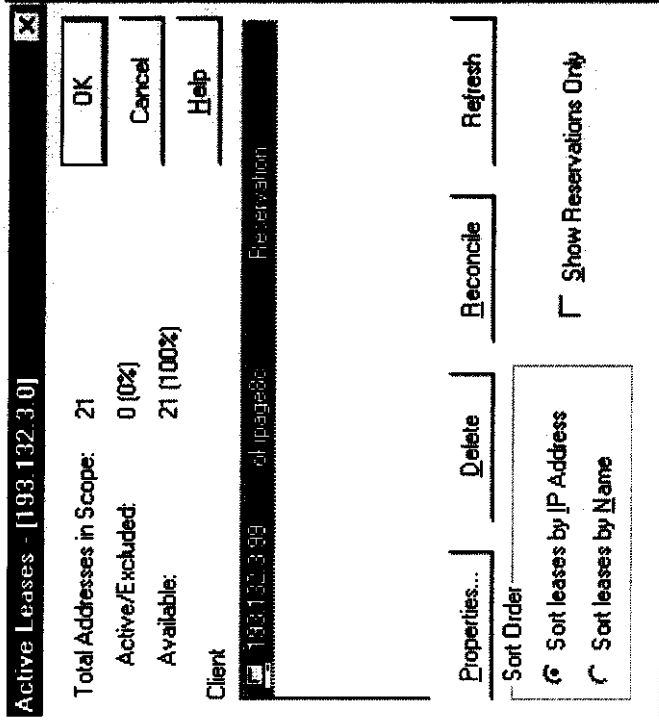 Active Leases - [193.132.3.0]
Total Addresses in Scope: 21
Active/Excluded: 0 (0%)
Available: 21 (100%)
OK
Cancel
Help
Client
193.132.3.99 Reservation
Properties... Delete Reconcile Refresh
Sort Order
Sort leases by IP Address
Sort leases by Name
Show Reservations Only